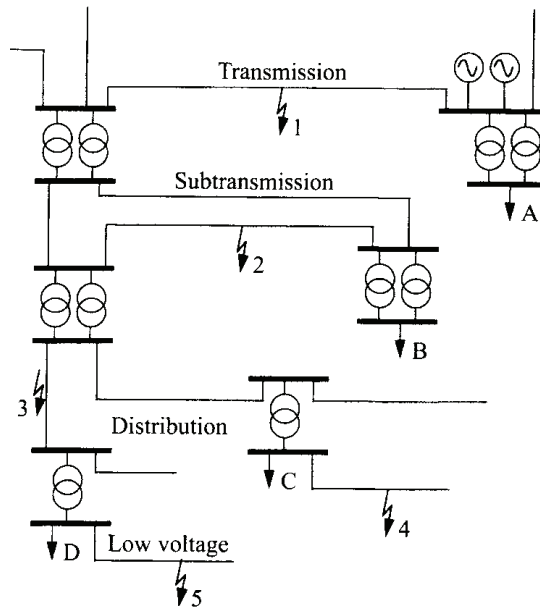 Transmission
1
A
Subtransmission
2
B
3
Distribution
C
4
D
Low voltage
5